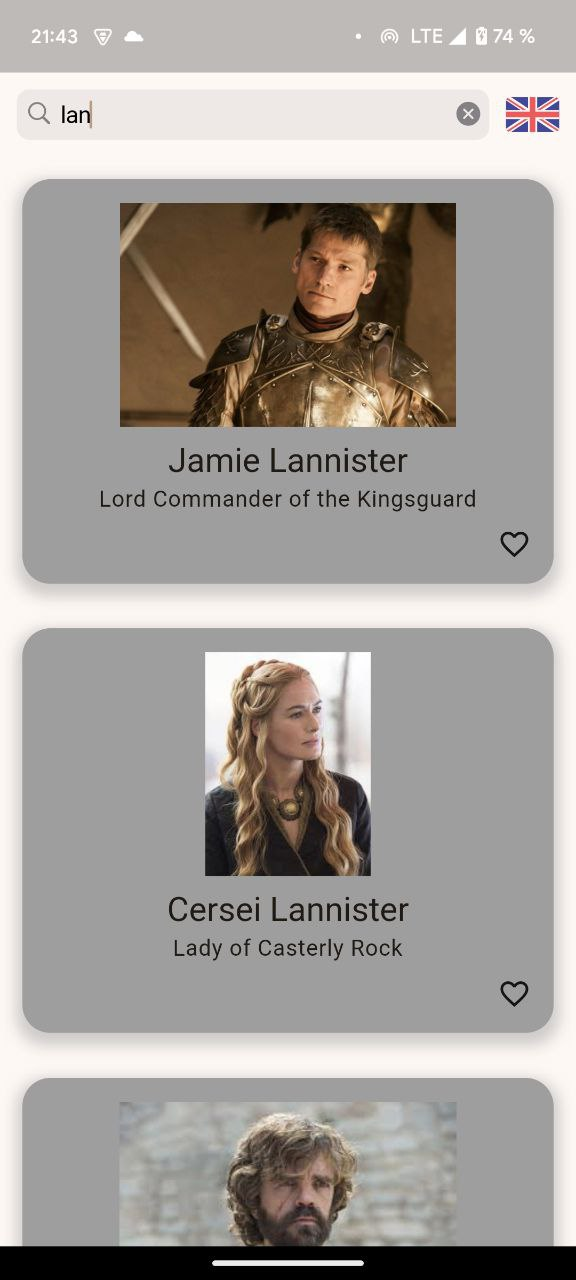 21:43
LTE 74 %
lan
Jamie Lannister
Lord Commander of the Kingsguard
Cersei Lannister
Lady of Casterly Rock